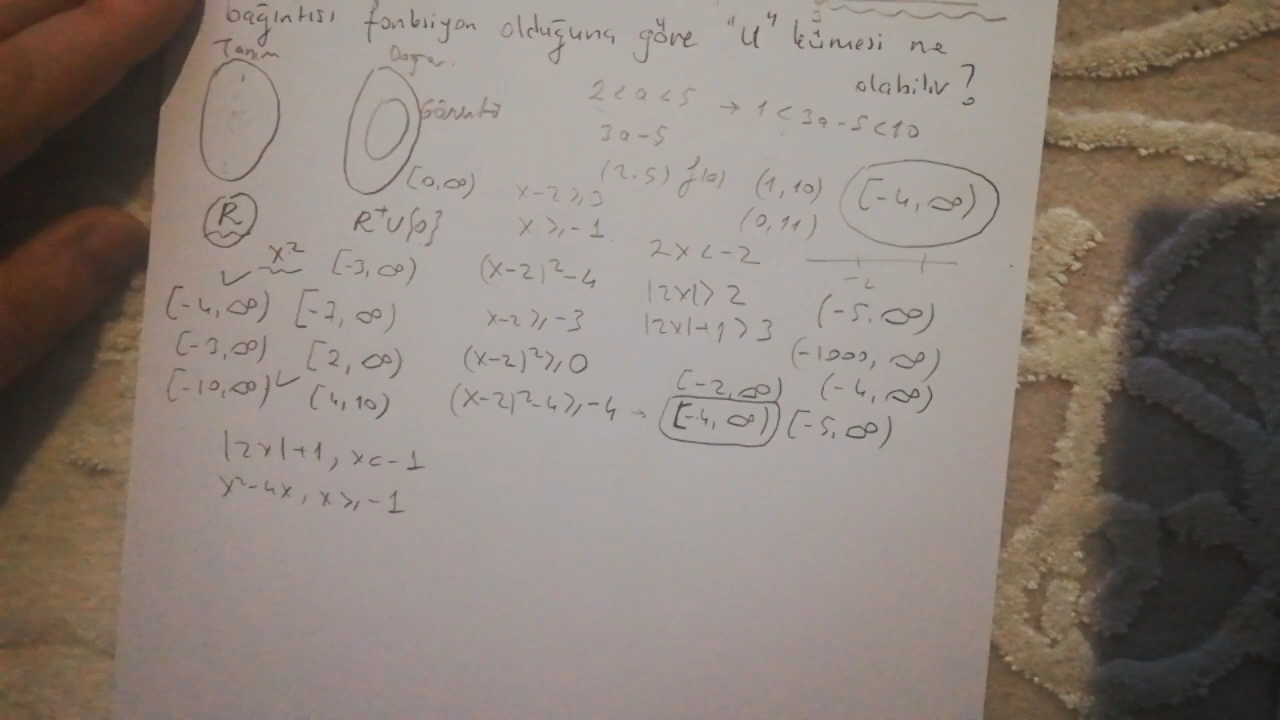 bağıntısı fonksiyon olduğuna göre "U" kümesi ne
olabilir?
Tanım
Görüntü
2 < a < 5 → 1 < 3a - 5 < 10
3a - 5
(2,5) f(a) (1,10)
(0,11)
[-4, ∞)
[0,∞)
R
R⁺∪{0}
x-2 ≥ 3
x ≥ -1
2x < -2
✓ x² [-3, ∞)
(x-2)²-4
[-4, ∞) [-7, ∞)
x-2 ≥ -3
|2x| > 2
|2x|+1 > 3
(-5, ∞)
[-3, ∞) [2, ∞)
(x-2)² ≥ 0
(-1000, ∞)
[-10, ∞) ✓ (4, 10)
(x-2)²-4 ≥ -4 → [-4, ∞)
[-2, ∞) (-4, ∞)
[-5, ∞)
|2x|+1, x < -1
x²-4x, x ≥ -1